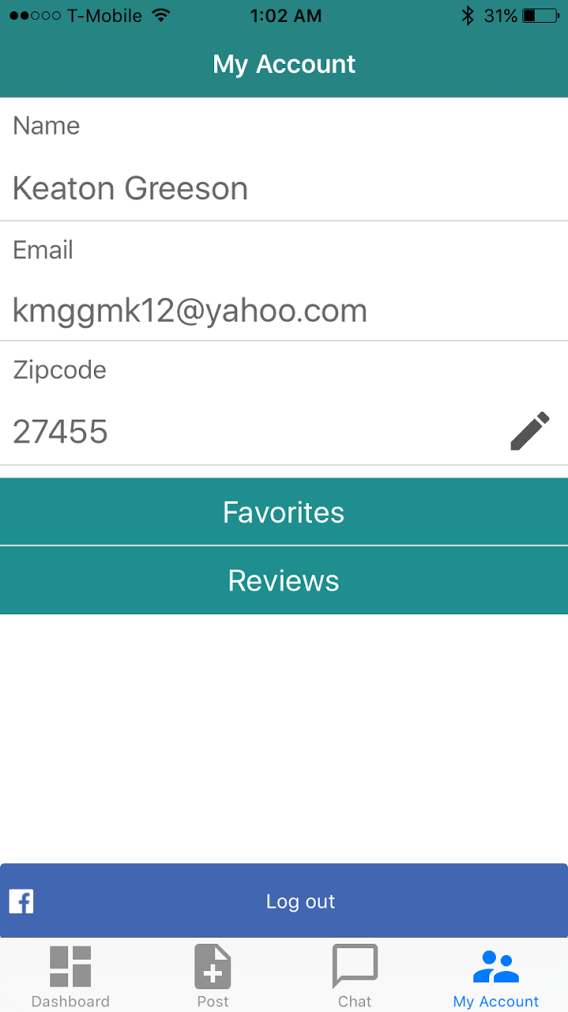 T-Mobile 1:02 AM 31%
My Account
Name
Keaton Greeson
Email
kmggmk12@yahoo.com
Zipcode
27455
Favorites
Reviews
Log out
Dashboard Post Chat My Account